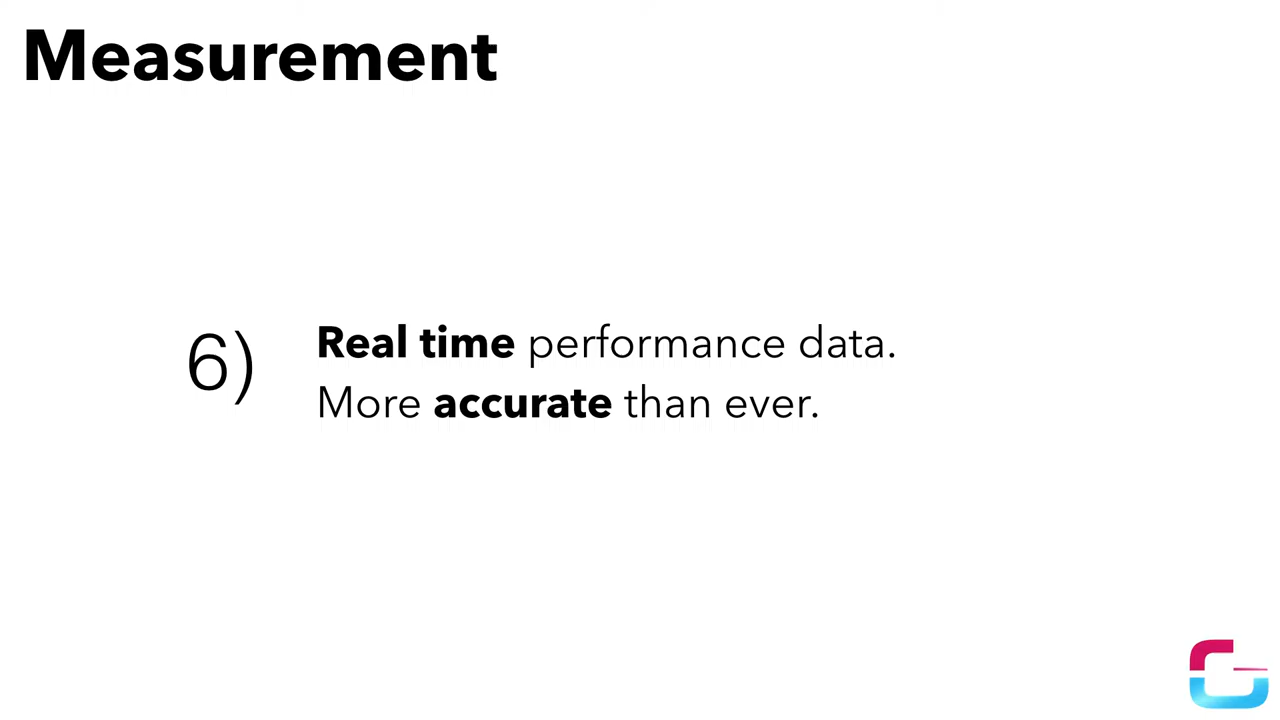 Measurement
6)
Real time performance data.
More accurate than ever.